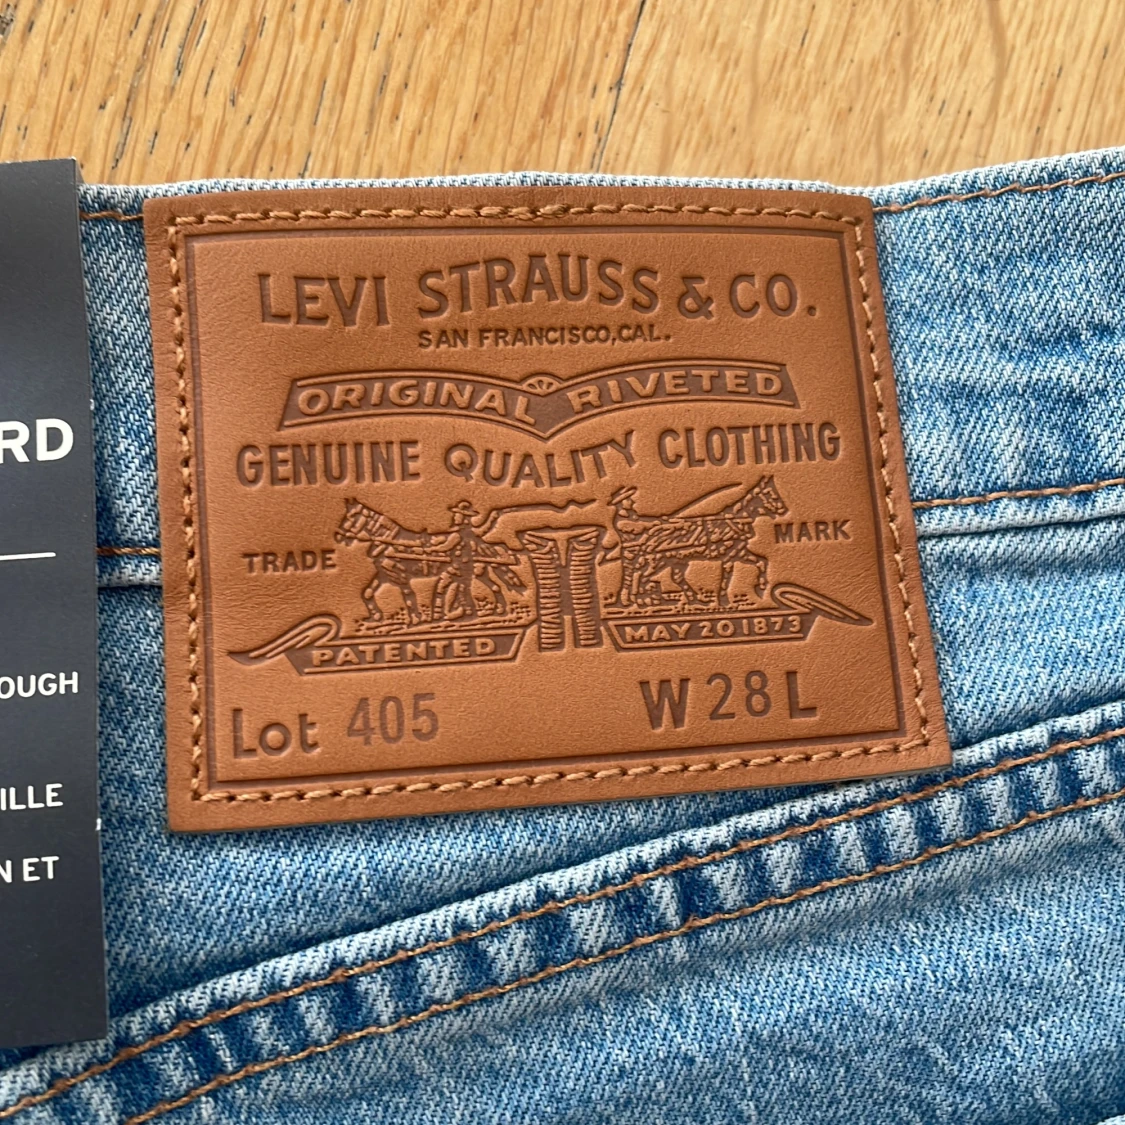 LEVI STRAUSS & CO.
SAN FRANCISCO, CAL.
ORIGINAL RIVETED
GENUINE QUALITY CLOTHING
TRADE MARK
PATENTED MAY 20 1873
Lot 405 W 28 L
RD
OUGH
ILLE
N ET